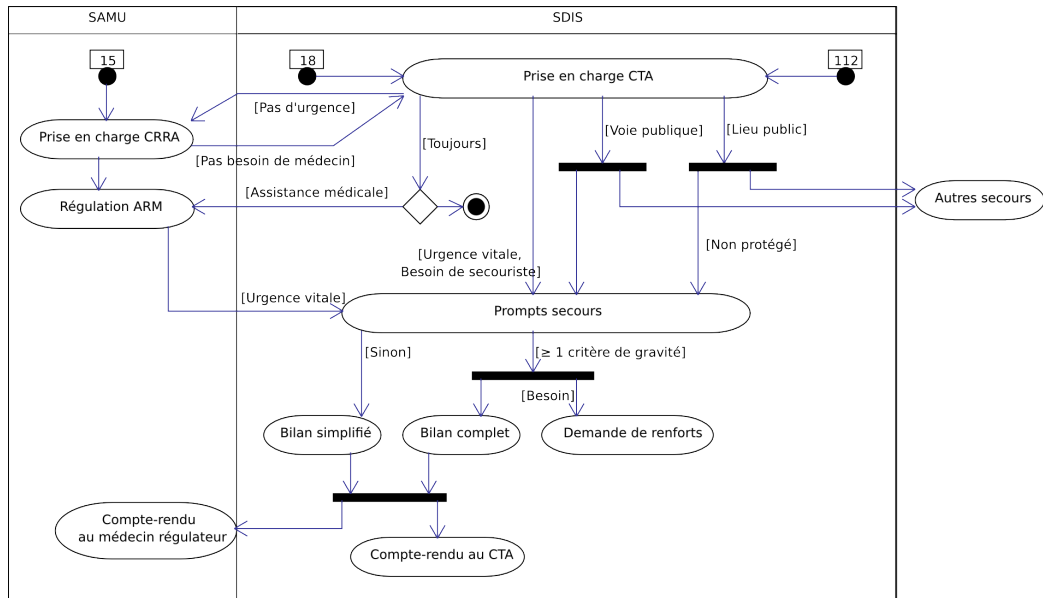 SAMU
SDIS
15
18
112
Prise en charge CTA
[Pas d'urgence]
Prise en charge CRRA
[Pas besoin de médecin]
[Toujours]
[Voie publique]
[Lieu public]
[Assistance médicale]
Régulation ARM
Autres secours
[Non protégé]
[Urgence vitale,
Besoin de secouriste]
[Urgence vitale]
Prompts secours
[Sinon]
[≥ 1 critère de gravité]
[Besoin]
Bilan simplifié
Bilan complet
Demande de renforts
Compte-rendu
au médecin régulateur
Compte-rendu au CTA